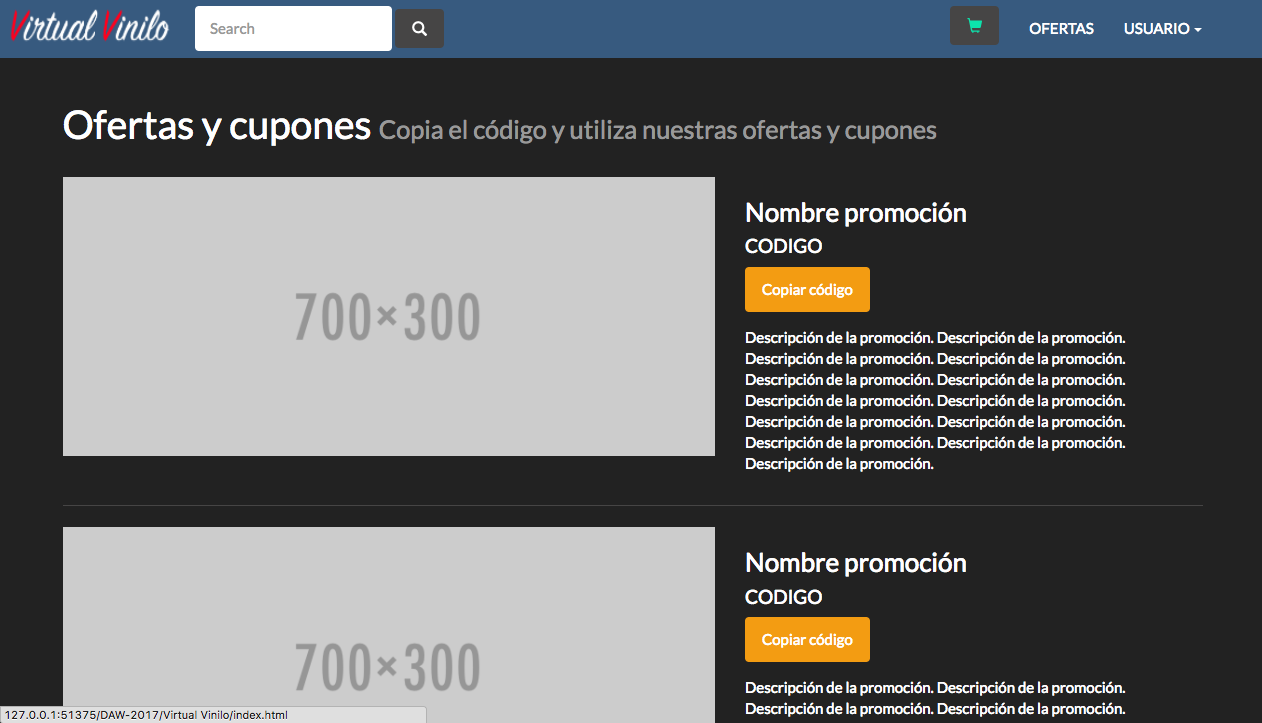 Virtual Vinilo
Search
OFERTAS
USUARIO
Ofertas y cupones Copia el código y utiliza nuestras ofertas y cupones
700×300
Nombre promoción
CODIGO
Copiar código
Descripción de la promoción. Descripción de la promoción.
Descripción de la promoción. Descripción de la promoción.
Descripción de la promoción. Descripción de la promoción.
Descripción de la promoción. Descripción de la promoción.
Descripción de la promoción. Descripción de la promoción.
Descripción de la promoción. Descripción de la promoción.
Descripción de la promoción.
700×300
Nombre promoción
CODIGO
Copiar código
Descripción de la promoción. Descripción de la promoción.
Descripción de la promoción. Descripción de la promoción.
127.0.0.1:51375/DAW-2017/Virtual Vinilo/index.html